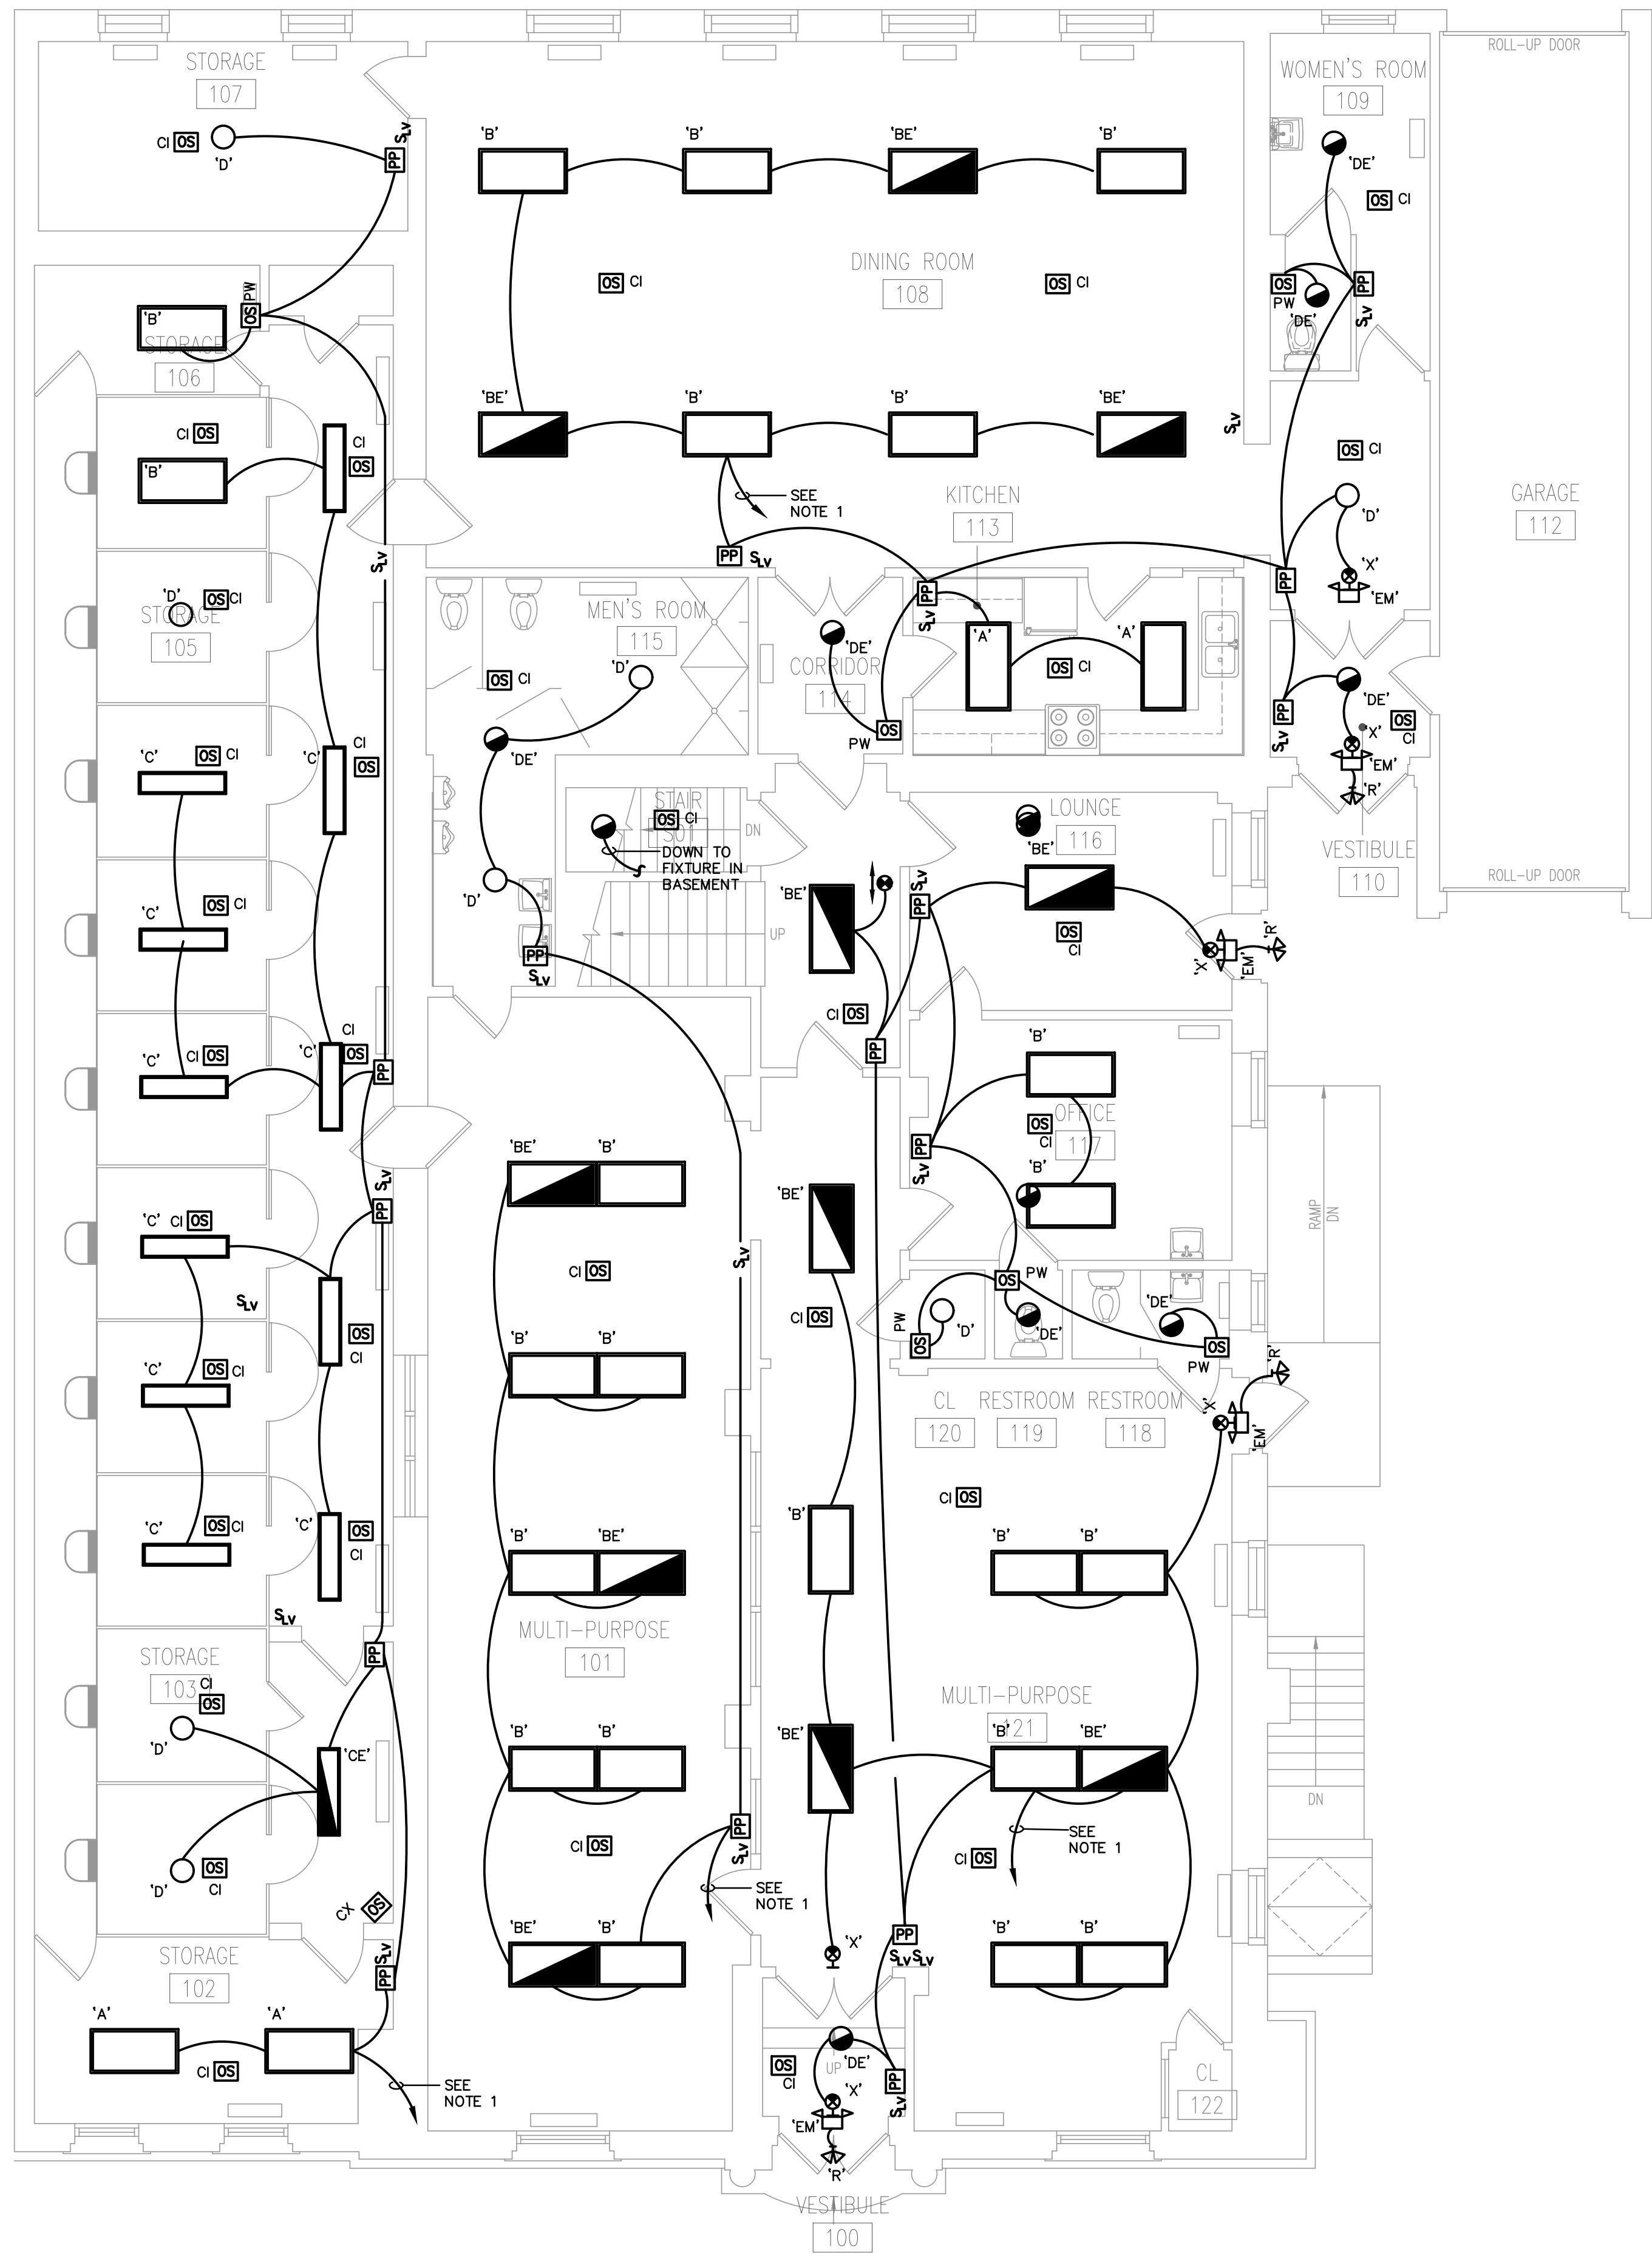 ROLL-UP DOOR
STORAGE
107
WOMEN'S ROOM
109
CI OS
'D'
SLV
PP
'B'
'B'
'BE'
'B'
'DE'
OS CI
DINING ROOM
108
OS CI
OS CI
OS
PW
'DE'
PP
SLV
OS PW
'B'
STORAGE
106
'BE'
'B'
'B'
'BE'
SLV
CI OS
'B'
CI
OS
OS CI
SEE
NOTE 1
KITCHEN
113
GARAGE
112
'D'
PP SLV
SLV
'D'
OS CI
STORAGE
105
PP
SLV
PP
'X'
'EM'
MEN'S ROOM
115
'D'
OS CI
'DE'
CORRIDOR
114
'A'
'A'
OS CI
'DE'
OS
PW
PP
SLV
'DE'
'X'
OS
CI
'EM'
'R'
'C'
OS CI
'C'
CI
OS
STAIR
S01
OS CI
DN
DOWN TO
FIXTURE IN
BASEMENT
LOUNGE
116
'BE'
VESTIBULE
110
ROLL-UP DOOR
'D'
'BE'
SLV
PP
'C'
OS CI
UP
OS
CI
'X'
'EM'
'R'
PP
SLV
CI OS
PP
'C'
CI OS
'C'
CI
OS
PP
'B'
OFFICE
117
OS
CI
'B'
PP
SLV
'BE'
'B'
'BE'
SLV
PP
RAMP
DN
'C'
CI OS
SLV
CI OS
SLV
CI OS
OS PW
PW
OS
'D'
'DE'
'DE'
OS
PW
OS
CI
'C'
OS CI
'B'
'B'
CL
120
RESTROOM
119
RESTROOM
118
'X'
'EM'
'R'
'C'
OS CI
'C'
OS
CI
'B'
'BE'
'B'
CI OS
'B'
'B'
SLV
PP
MULTI-PURPOSE
101
STORAGE
103
CI
OS
'D'
'CE'
MULTI-PURPOSE
121
'B'
'B'
'BE'
'B'
'BE'
DN
CI OS
PP
SLV
SEE
NOTE 1
CI OS
SEE
NOTE 1
'D'
OS
CI
CX OS
'BE'
'B'
'X'
PP
SLV SLV
'B'
'B'
STORAGE
102
SLV
PP
'A'
'A'
CI OS
SEE
NOTE 1
OS
CI
UP
'DE'
'X'
PP
SLV
'EM'
'R'
CL
122
VESTIBULE
100